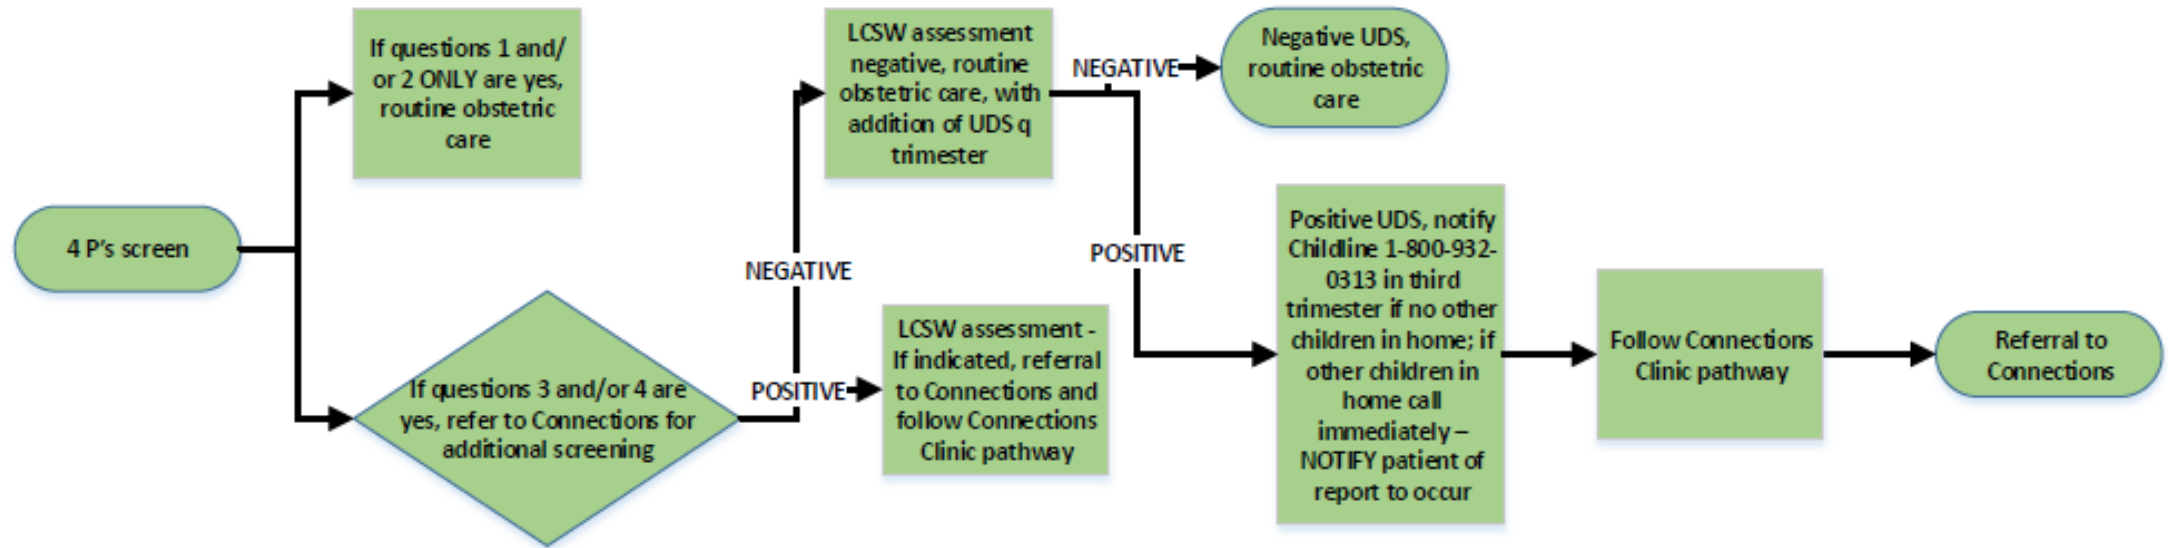 4 P's screen
If questions 1 and/
or 2 ONLY are yes,
routine obstetric
care
If questions 3 and/or 4 are
yes, refer to Connections for
additional screening
NEGATIVE
POSITIVE
LCSW assessment
negative, routine
obstetric care, with
addition of UDS q
trimester
LCSW assessment -
If indicated, referral
to Connections and
follow Connections
Clinic pathway
NEGATIVE
POSITIVE
Negative UDS,
routine obstetric
care
Positive UDS, notify
Childline 1-800-932-
0313 in third
trimester if no other
children in home; if
other children in
home call
immediately –
NOTIFY patient of
report to occur
Follow Connections
Clinic pathway
Referral to
Connections